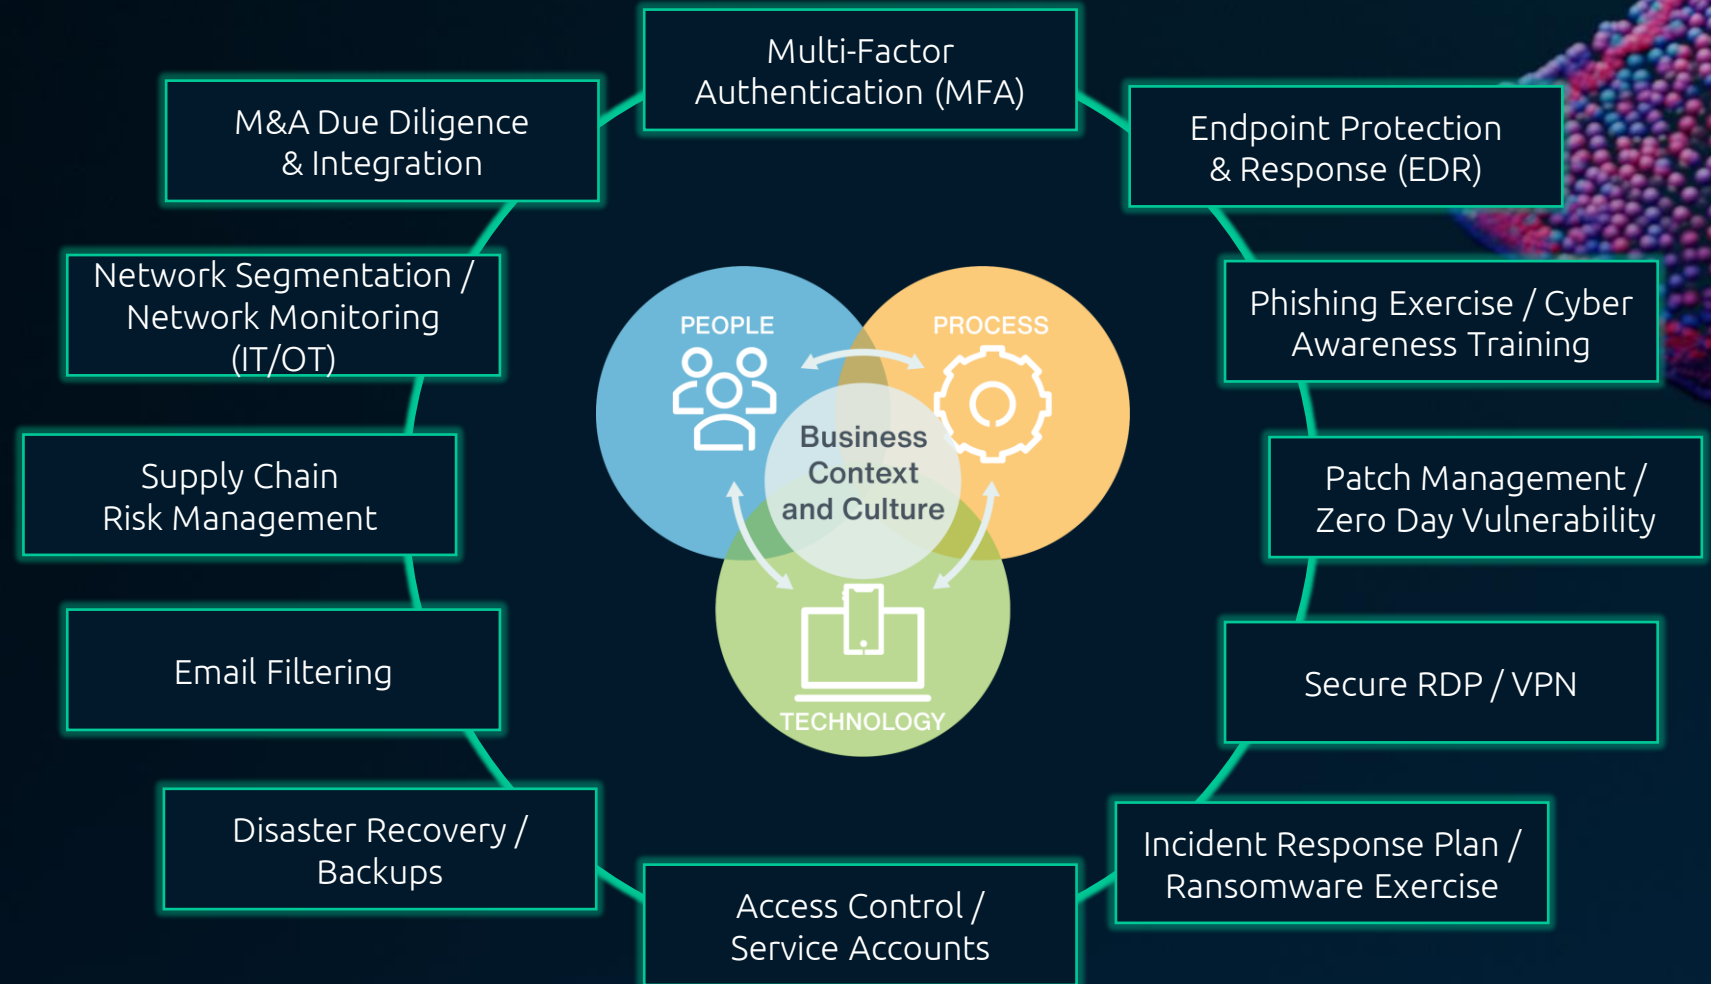 Multi-Factor
Authentication (MFA)
M&A Due Diligence
& Integration
Endpoint Protection
& Response (EDR)
Network Segmentation /
Network Monitoring
(IT/OT)
Phishing Exercise / Cyber
Awareness Training
PEOPLE
PROCESS
Business
Context
and Culture
TECHNOLOGY
Supply Chain
Risk Management
Patch Management /
Zero Day Vulnerability
Email Filtering
Secure RDP / VPN
Disaster Recovery /
Backups
Incident Response Plan /
Ransomware Exercise
Access Control /
Service Accounts